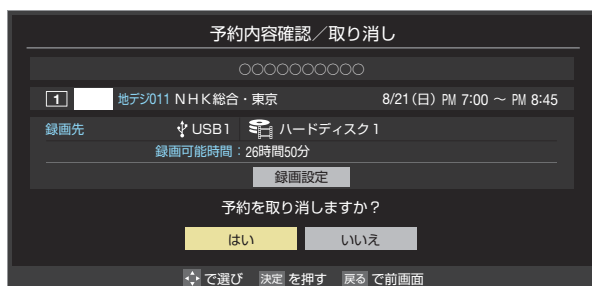 予約内容確認／取り消し
○○○○○○○○○○
1 地デジ011 NHK総合・東京 8/21(日) PM 7:00 ～ PM 8:45
録画先 USB1 ハードディスク1
録画可能時間：26時間50分
録画設定
予約を取り消しますか？
はい いいえ
で選び 決定 を押す 戻る で前画面